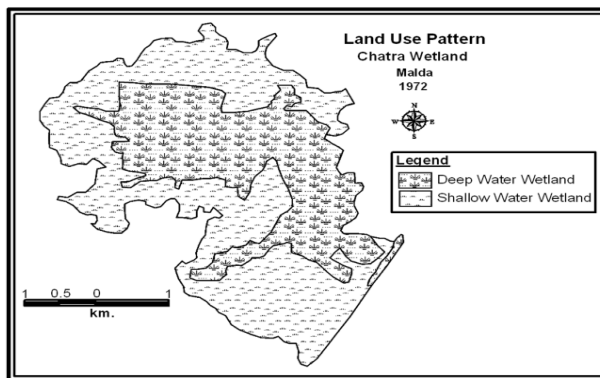 Land Use Pattern
Chatra Wetland
Malda
1972
N
W E
S
Legend
Deep Water Wetland
Shallow Water Wetland
1 0.5 0 1
km.